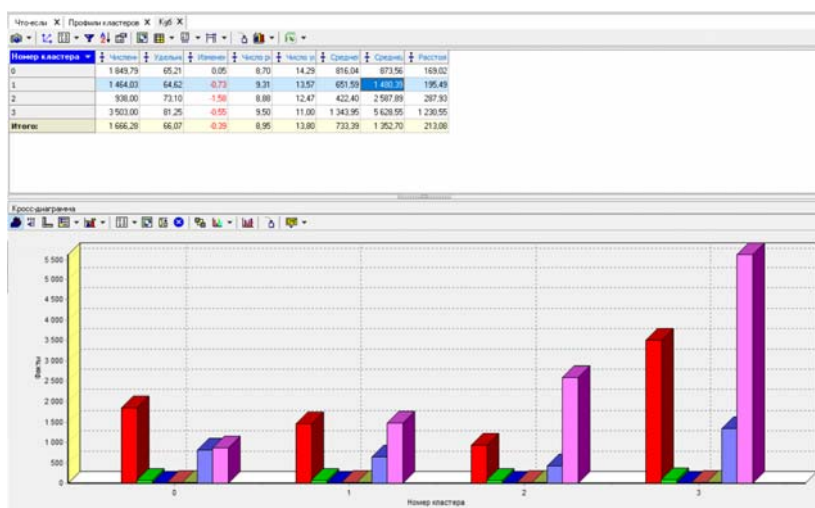 Что-если X Профили кластеров X Куб X
Номер кластера Числен Удельн Изменен Число р Число у Среднег Среднед Расстоя
0 1 849,79 65,21 0,05 8,70 14,29 816,04 873,56 169,02
1 1 464,03 64,62 -0,73 9,31 13,57 651,59 1 480,39 195,49
2 938,00 73,10 -1,58 8,88 12,47 422,40 2 587,89 287,93
3 3 503,00 81,25 -0,55 9,50 11,00 1 343,95 5 628,55 1 230,55
Итого: 1 666,28 66,07 -0,39 8,95 13,80 733,39 1 352,70 213,08
Кросс-диаграмма
5 500
5 000
4 500
4 000
3 500
3 000
2 500
2 000
1 500
1 000
500
0
Факты
0 1 2 3
Номер кластера